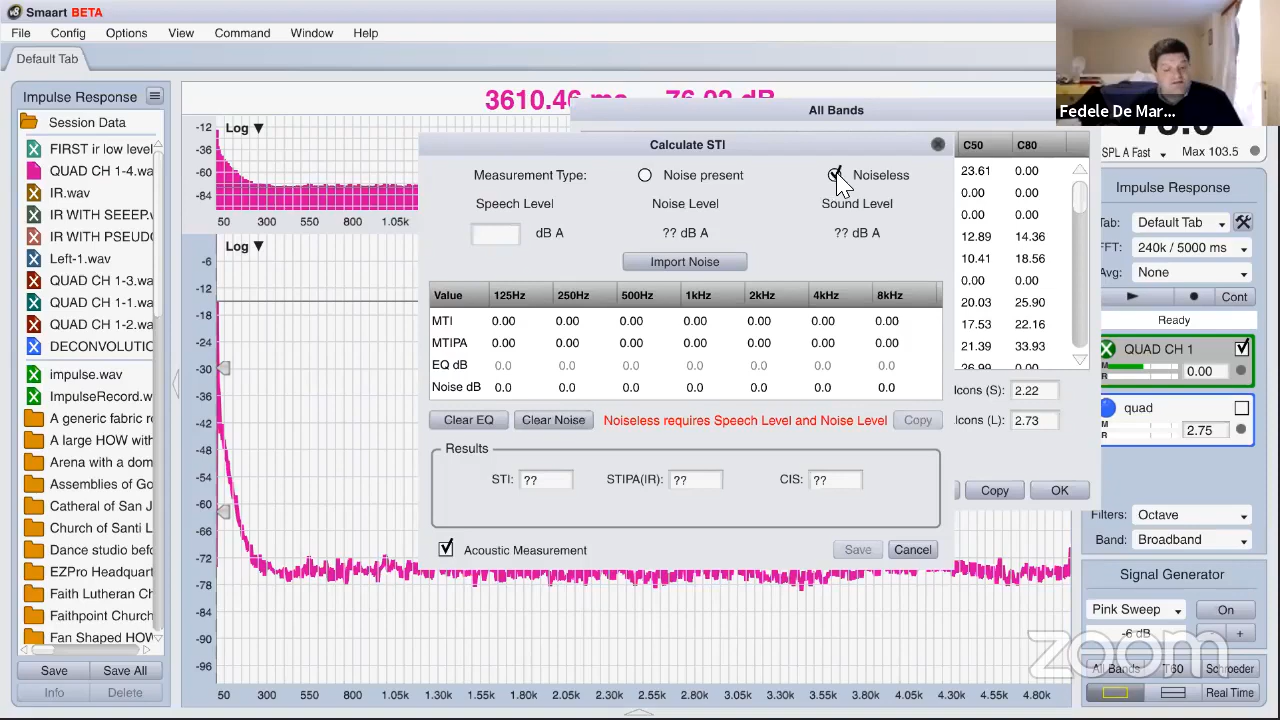 Smaart BETA
File Config Options View Command Window Help
Default Tab
Impulse Response
Session Data
FIRST ir low level
QUAD CH 1-4.wa
IR.wav
IR WITH SEEEP.w
IR WITH PSEUDO
Left-1.wav
QUAD CH 1-3.wa
QUAD CH 1-1.wa
QUAD CH 1-2.wa
DECONVOLUTIO
impulse.wav
ImpulseRecord.wa
A generic fabric r
A large HOW with
Arena with a dom
Assemblies of Go
Catheral of San J
Church of Santi L
Dance studio befo
EZPro Headquart
Faith Lutheran Ch
Faithpoint Church
Fan Shaped HOW
Save Save All
Info Delete
3610.46 ms 76.02 dB
Log
-12
-36
-60
-84
50 300 550 800 1.05k
Log
-6
-12
-18
-24
-30
-36
-42
-48
-54
-60
-66
-72
-78
-84
-90
-96
50 300 550 800 1.05k 1.30k 1.55k 1.80k 2.05k 2.30k 2.55k 2.80k 3.05k 3.30k 3.55k 3.80k 4.05k 4.30k 4.55k 4.80k
All Bands
C50 C80
23.61 0.00
0.00 0.00
0.00 0.00
12.89 14.36
10.41 18.56
0.00 0.00
20.03 25.90
17.53 22.16
21.39 33.93
26.99 0.00
lcons (S): 2.22
lcons (L): 2.73
Copy OK
Calculate STI
Measurement Type: Noise present Noiseless
Speech Level Noise Level Sound Level
dB A ?? dB A ?? dB A
Import Noise
Value 125Hz 250Hz 500Hz 1kHz 2kHz 4kHz 8kHz
MTI 0.00 0.00 0.00 0.00 0.00 0.00 0.00
MTIPA 0.00 0.00 0.00 0.00 0.00 0.00 0.00
EQ dB 0.0 0.0 0.0 0.0 0.0 0.0 0.0
Noise dB 0.0 0.0 0.0 0.0 0.0 0.0 0.0
Clear EQ Clear Noise Noiseless requires Speech Level and Noise Level Copy
Results
STI: ?? STIPA(IR): ?? CIS: ??
Acoustic Measurement
Save Cancel
Fedele De Mar...
SPL A Fast Max 103.5
Impulse Response
Tab: Default Tab
FFT: 240k / 5000 ms
Avg: None
Cont
Ready
QUAD CH 1
M
R 0.00
quad
M
R 2.75
Filters: Octave
Band: Broadband
Signal Generator
Pink Sweep On
-6 dB +
All Bands T60 Schroeder
Real Time
zoom